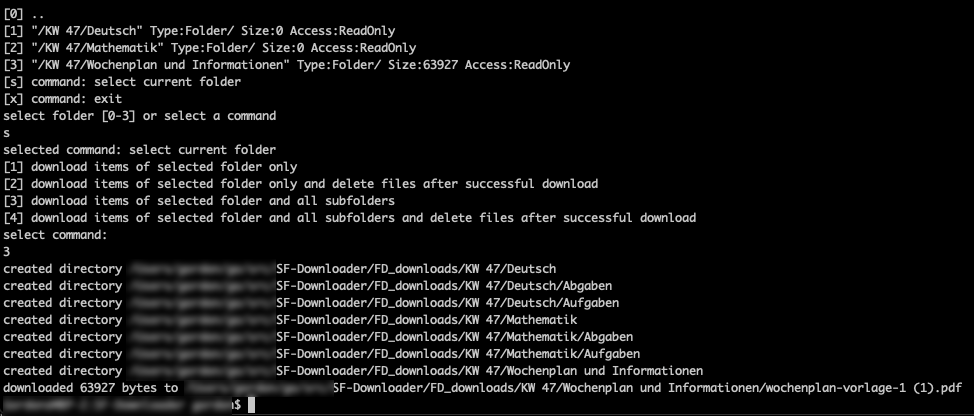 [0] ..
[1] "/KW 47/Deutsch" Type:Folder/ Size:0 Access:ReadOnly
[2] "/KW 47/Mathematik" Type:Folder/ Size:0 Access:ReadOnly
[3] "/KW 47/Wochenplan und Informationen" Type:Folder/ Size:63927 Access:ReadOnly
[s] command: select current folder
[x] command: exit
select folder [0-3] or select a command
s
selected command: select current folder
[1] download items of selected folder only
[2] download items of selected folder only and delete files after successful download
[3] download items of selected folder and all subfolders
[4] download items of selected folder and all subfolders and delete files after successful download
select command:
3
created directory SF-Downloader/FD_downloads/KW 47/Deutsch
created directory SF-Downloader/FD_downloads/KW 47/Deutsch/Abgaben
created directory SF-Downloader/FD_downloads/KW 47/Deutsch/Aufgaben
created directory SF-Downloader/FD_downloads/KW 47/Mathematik
created directory SF-Downloader/FD_downloads/KW 47/Mathematik/Abgaben
created directory SF-Downloader/FD_downloads/KW 47/Mathematik/Aufgaben
created directory SF-Downloader/FD_downloads/KW 47/Wochenplan und Informationen
downloaded 63927 bytes to SF-Downloader/FD_downloads/KW 47/Wochenplan und Informationen/wochenplan-vorlage-1 (1).pdf
$